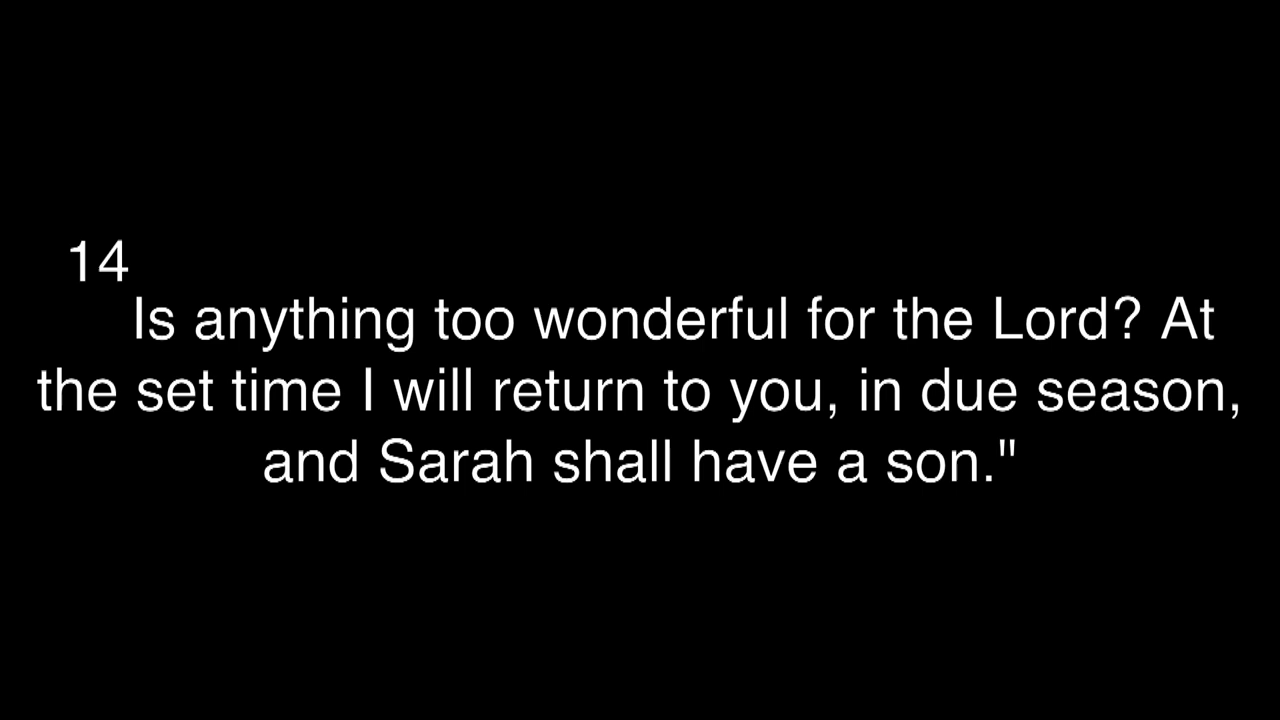 14
Is anything too wonderful for the Lord? At
the set time I will return to you, in due season,
and Sarah shall have a son."